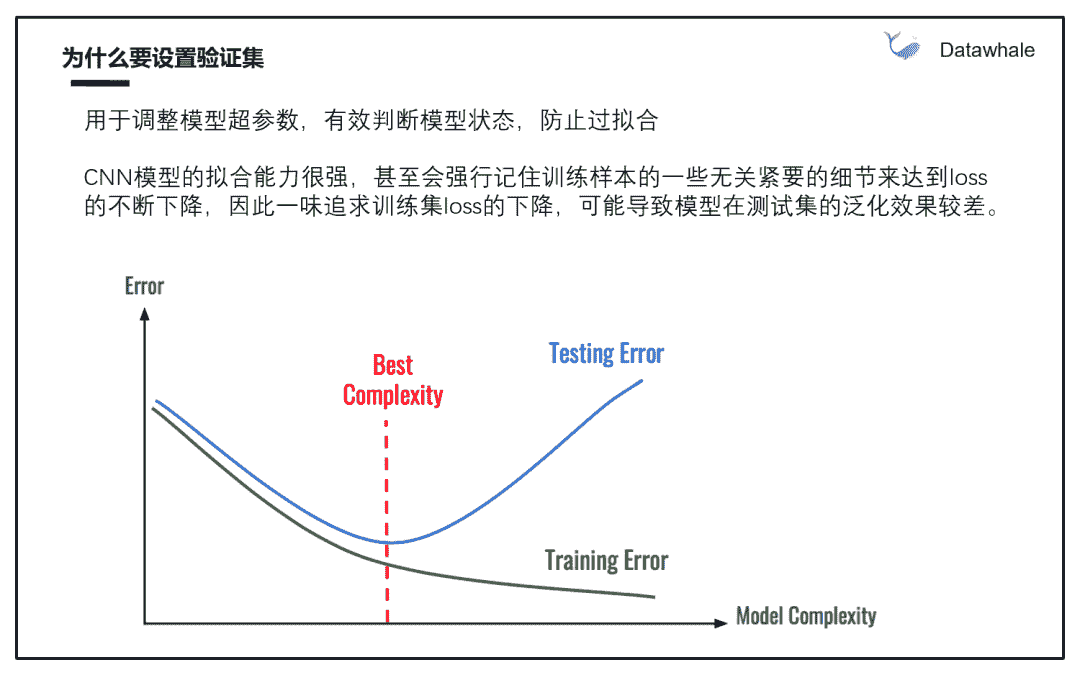 为什么要设置验证集
Datawhale
用于调整模型超参数，有效判断模型状态，防止过拟合
CNN模型的拟合能力很强，甚至会强行记住训练样本的一些无关紧要的细节来达到loss
的不断下降，因此一味追求训练集loss的下降，可能导致模型在测试集的泛化效果较差。
Error
Testing Error
Best
Complexity
Training Error
Model Complexity